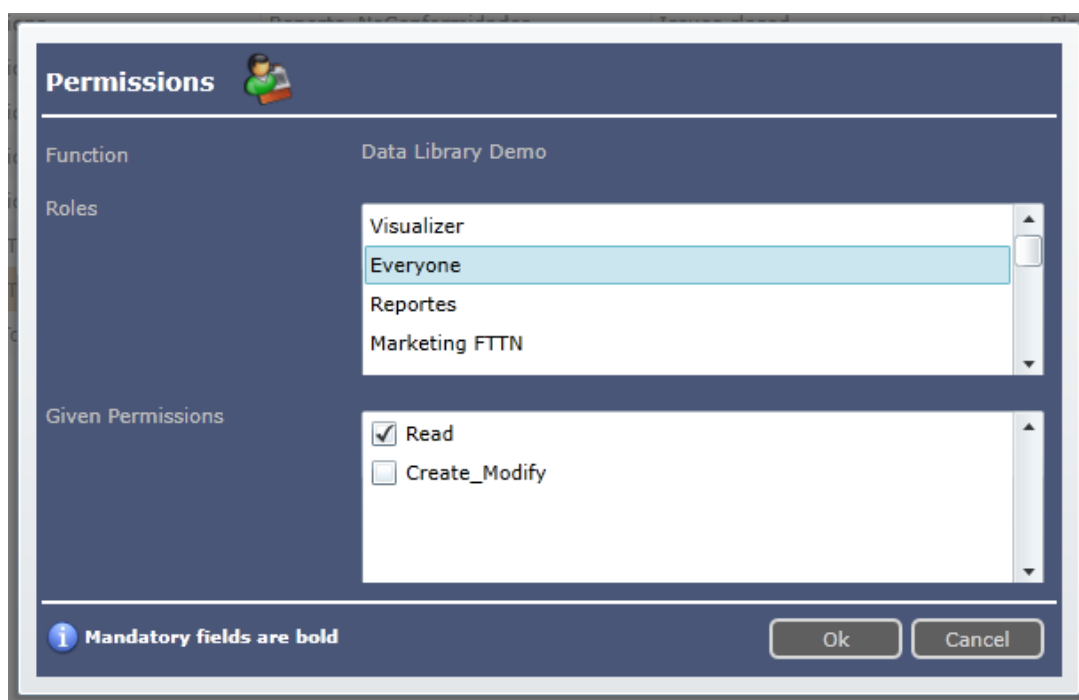 Permissions
Function
Data Library Demo
Roles
Visualizer
Everyone
Reportes
Marketing FTTN
Given Permissions
Read
Create_Modify
Mandatory fields are bold
Ok
Cancel